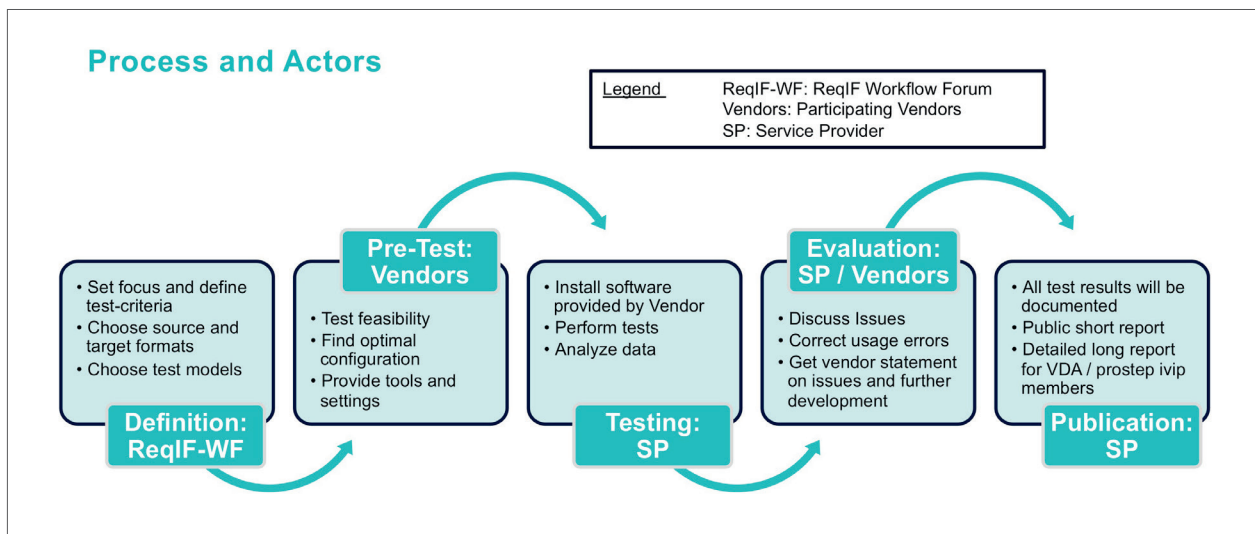 Process and Actors
Legend
ReqIF-WF: ReqIF Workflow Forum
Vendors: Participating Vendors
SP: Service Provider
• Set focus and define
test-criteria
• Choose source and
target formats
• Choose test models
Definition:
ReqIF-WF
Pre-Test:
Vendors
• Test feasibility
• Find optimal
configuration
• Provide tools and
settings
• Install software
provided by Vendor
• Perform tests
• Analyze data
Testing:
SP
Evaluation:
SP / Vendors
• Discuss Issues
• Correct usage errors
• Get vendor statement
on issues and further
development
• All test results will be
documented
• Public short report
• Detailed long report
for VDA / prostep ivip
members
Publication:
SP